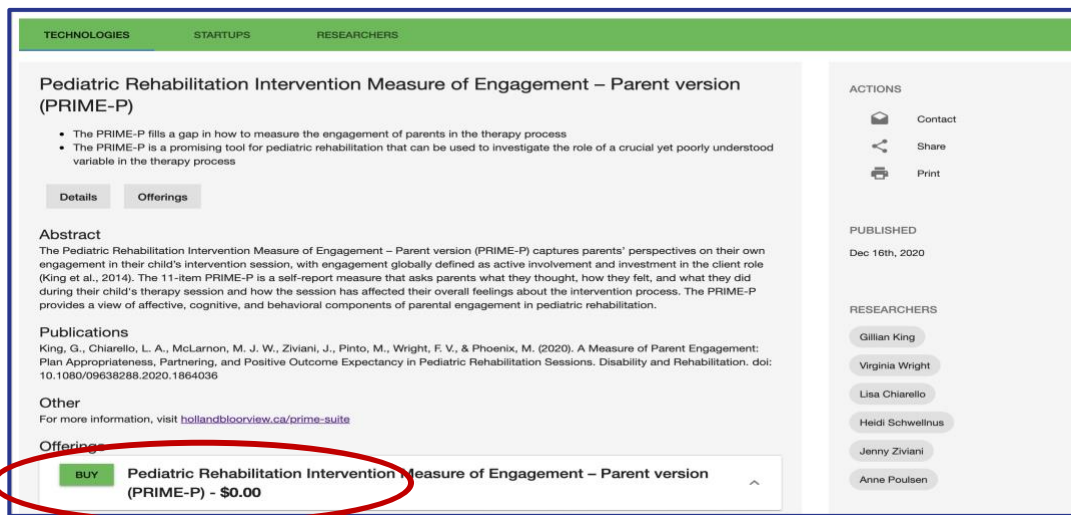 TECHNOLOGIES STARTUPS RESEARCHERS
Pediatric Rehabilitation Intervention Measure of Engagement – Parent version
(PRIME-P)
• The PRIME-P fills a gap in how to measure the engagement of parents in the therapy process
• The PRIME-P is a promising tool for pediatric rehabilitation that can be used to investigate the role of a crucial yet poorly understood
variable in the therapy process
Details Offerings
Abstract
The Pediatric Rehabilitation Intervention Measure of Engagement – Parent version (PRIME-P) captures parents' perspectives on their own
engagement in their child's intervention session, with engagement globally defined as active involvement and investment in the client role
(King et al., 2014). The 11-item PRIME-P is a self-report measure that asks parents what they thought, how they felt, and what they did
during their child's therapy session and how the session has affected their overall feelings about the intervention process. The PRIME-P
provides a view of affective, cognitive, and behavioral components of parental engagement in pediatric rehabilitation.
Publications
King, G., Chiarello, L. A., McLarnon, M. J. W., Ziviani, J., Pinto, M., Wright, F. V., & Phoenix, M. (2020). A Measure of Parent Engagement:
Plan Appropriateness, Partnering, and Positive Outcome Expectancy in Pediatric Rehabilitation Sessions. Disability and Rehabilitation. doi:
10.1080/09638288.2020.1864036
Other
For more information, visit hollandbloorview.ca/prime-suite
Offerings
BUY Pediatric Rehabilitation Intervention Measure of Engagement – Parent version
(PRIME-P) - $0.00
ACTIONS
Contact
Share
Print
PUBLISHED
Dec 16th, 2020
RESEARCHERS
Gillian King
Virginia Wright
Lisa Chiarello
Heidi Schwellnus
Jenny Ziviani
Anne Poulsen